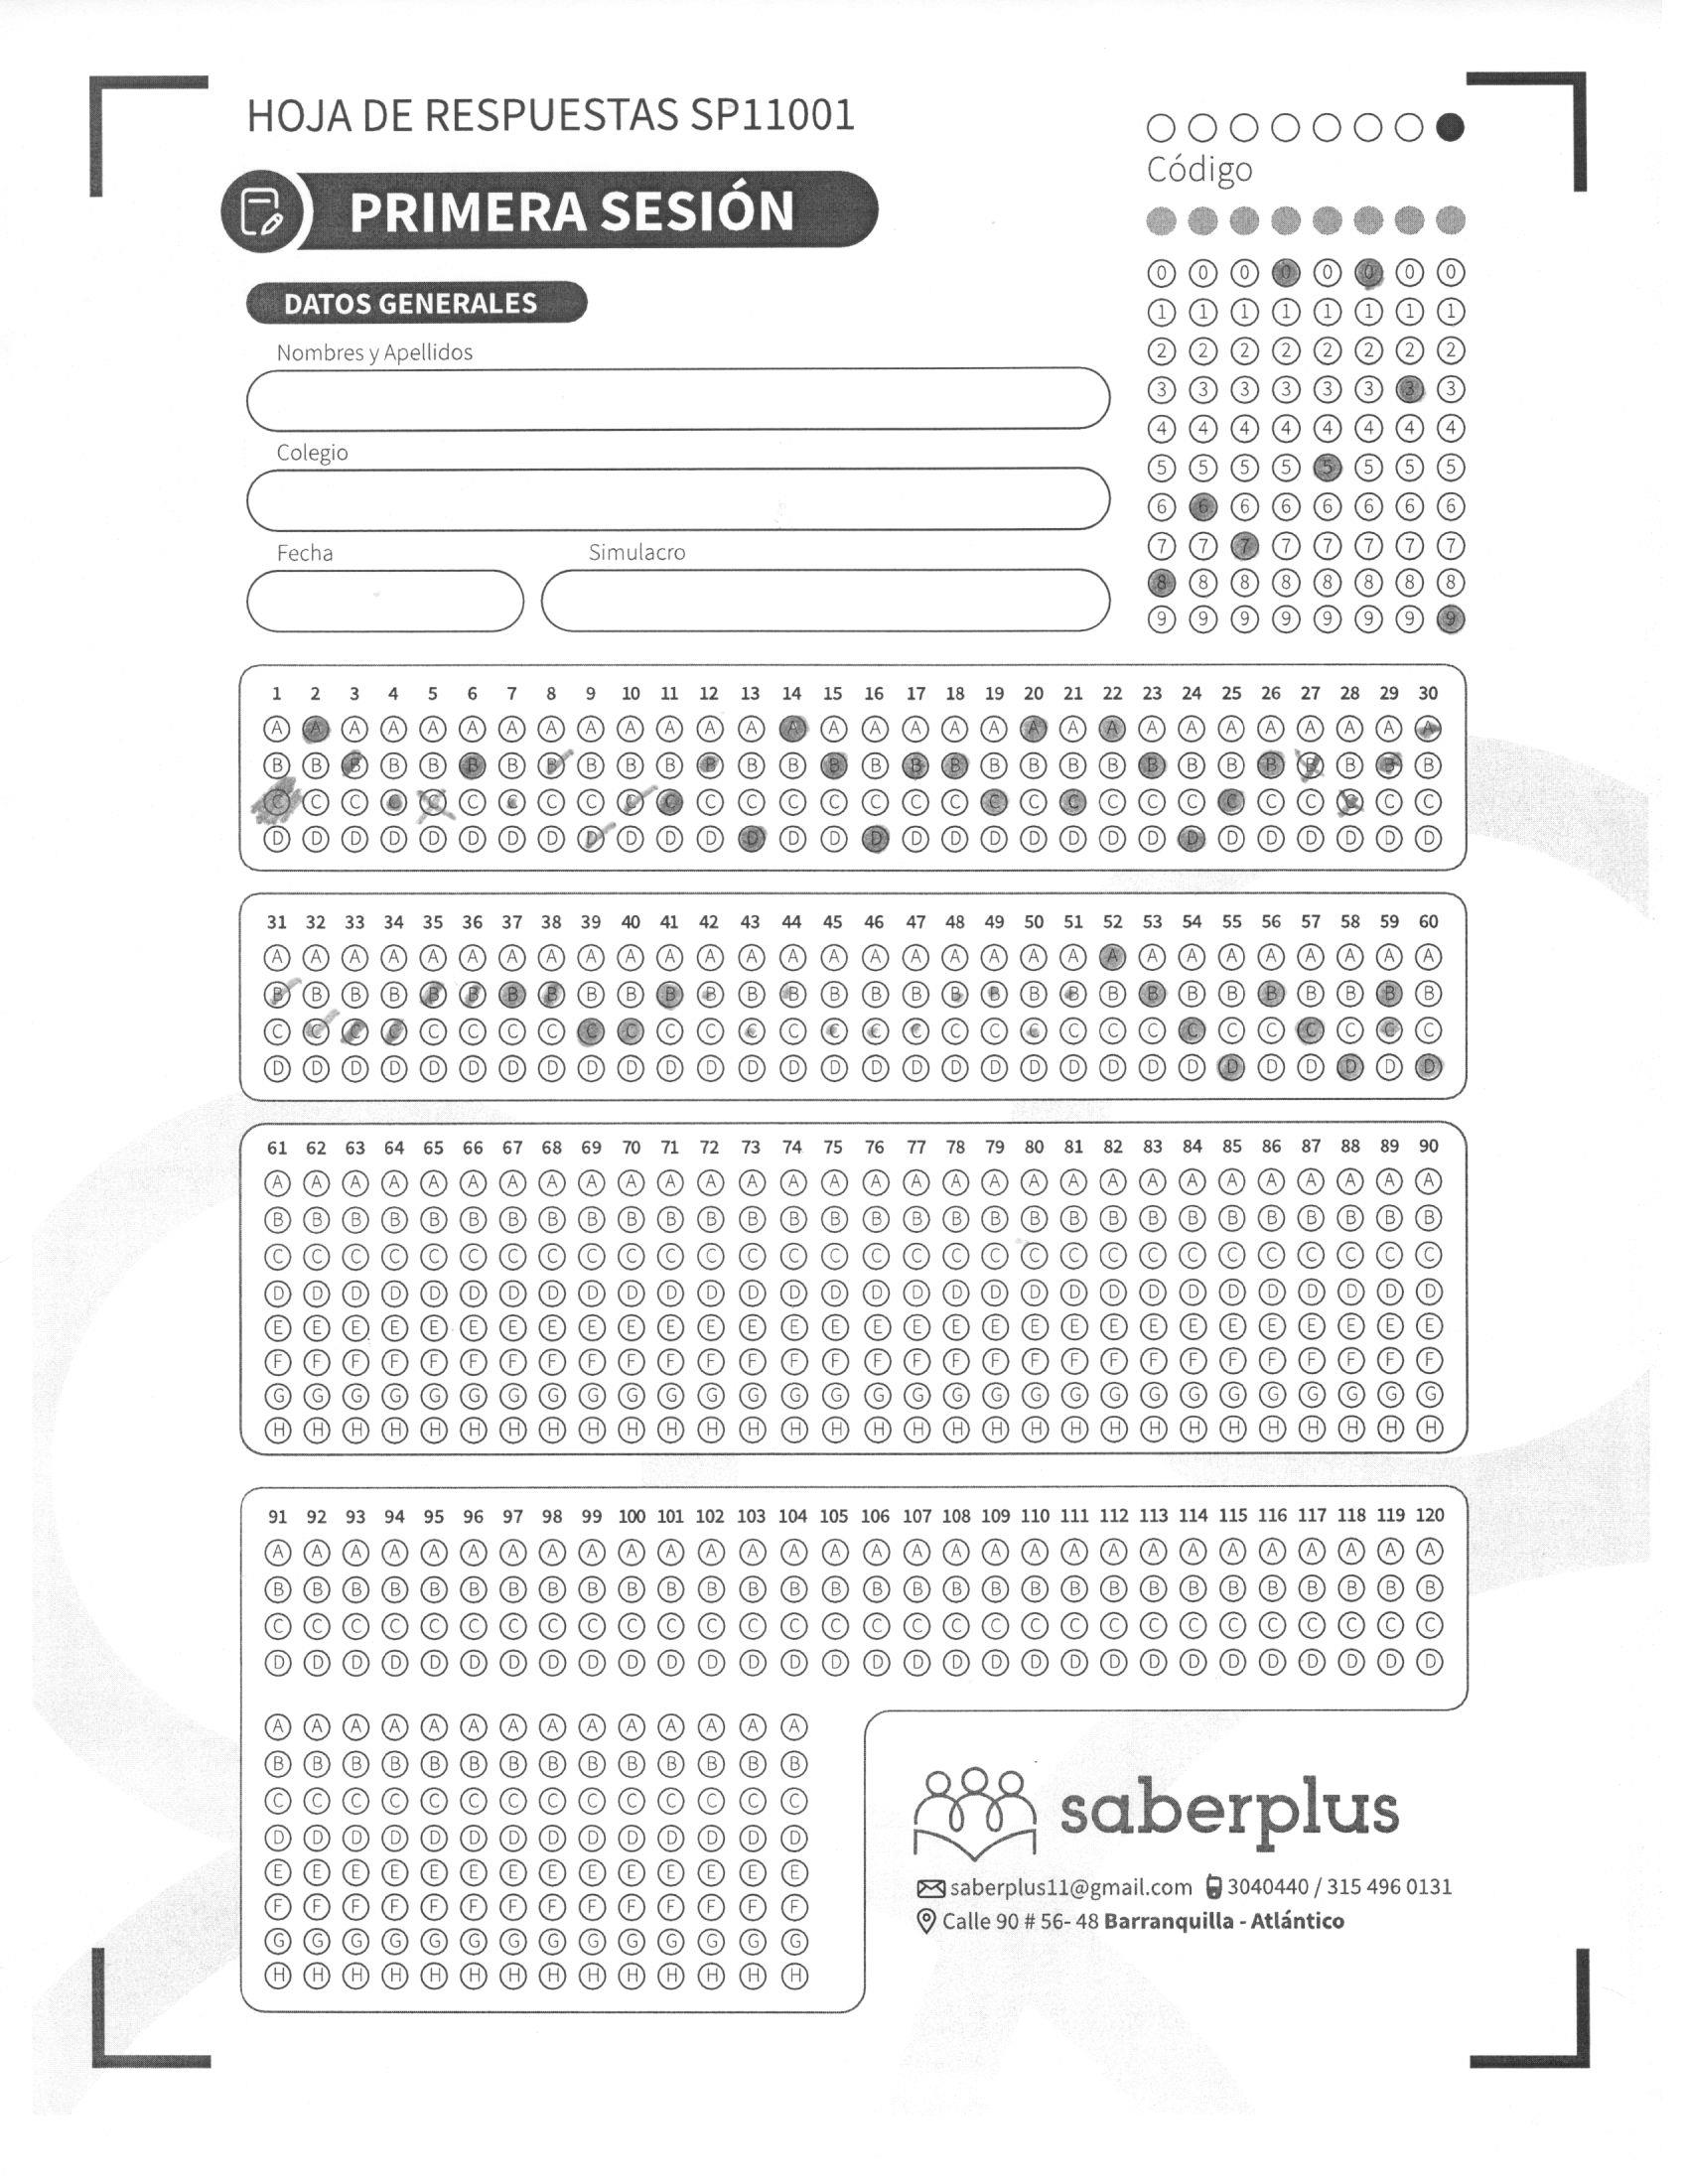 HOJA DE RESPUESTAS SP11001
Código
PRIMERA SESIÓN
DATOS GENERALES
Nombres y Apellidos
Colegio
Fecha Simulacro
0 0 0 0 0 0 0 0
1 1 1 1 1 1 1 1
2 2 2 2 2 2 2 2
3 3 3 3 3 3 3 3
4 4 4 4 4 4 4 4
5 5 5 5 5 5 5 5
6 6 6 6 6 6 6 6
7 7 7 7 7 7 7 7
8 8 8 8 8 8 8 8
9 9 9 9 9 9 9 9
1 2 3 4 5 6 7 8 9 10 11 12 13 14 15 16 17 18 19 20 21 22 23 24 25 26 27 28 29 30
A A A A A A A A A A A A A A A A A A A A A A A A A A A A A A
B B B B B B B B B B B B B B B B B B B B B B B B B B B B B B
C C C C C C C C C C C C C C C C C C C C C C C C C C C C C C
D D D D D D D D D D D D D D D D D D D D D D D D D D D D D D
31 32 33 34 35 36 37 38 39 40 41 42 43 44 45 46 47 48 49 50 51 52 53 54 55 56 57 58 59 60
A A A A A A A A A A A A A A A A A A A A A A A A A A A A A A
B B B B B B B B B B B B B B B B B B B B B B B B B B B B B B
C C C C C C C C C C C C C C C C C C C C C C C C C C C C C C
D D D D D D D D D D D D D D D D D D D D D D D D D D D D D D
61 62 63 64 65 66 67 68 69 70 71 72 73 74 75 76 77 78 79 80 81 82 83 84 85 86 87 88 89 90
A A A A A A A A A A A A A A A A A A A A A A A A A A A A A A
B B B B B B B B B B B B B B B B B B B B B B B B B B B B B B
C C C C C C C C C C C C C C C C C C C C C C C C C C C C C C
D D D D D D D D D D D D D D D D D D D D D D D D D D D D D D
E E E E E E E E E E E E E E E E E E E E E E E E E E E E E E
F F F F F F F F F F F F F F F F F F F F F F F F F F F F F F
G G G G G G G G G G G G G G G G G G G G G G G G G G G G G G
H H H H H H H H H H H H H H H H H H H H H H H H H H H H H H
91 92 93 94 95 96 97 98 99 100 101 102 103 104 105 106 107 108 109 110 111 112 113 114 115 116 117 118 119 120
A A A A A A A A A A A A A A A A A A A A A A A A A A A A A A
B B B B B B B B B B B B B B B B B B B B B B B B B B B B B B
C C C C C C C C C C C C C C C C C C C C C C C C C C C C C C
D D D D D D D D D D D D D D D D D D D D D D D D D D D D D D
A A A A A A A A A A A A A A
B B B B B B B B B B B B B B
C C C C C C C C C C C C C C
D D D D D D D D D D D D D D
E E E E E E E E E E E E E E
F F F F F F F F F F F F F F
G G G G G G G G G G G G G G
H H H H H H H H H H H H H H
saberplus
saberplus11@gmail.com 3040440 / 315 496 0131
Calle 90 # 56- 48 Barranquilla - Atlántico